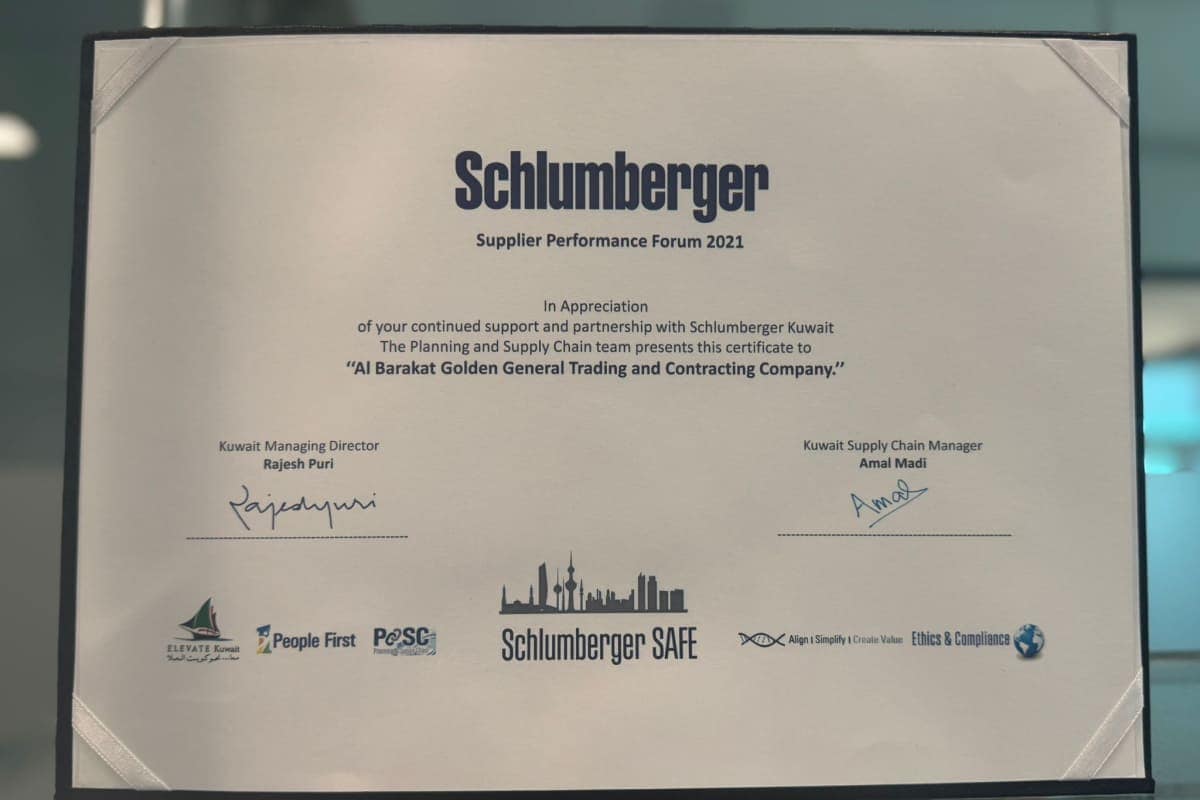 Schlumberger
Supplier Performance Forum 2021
In Appreciation
of your continued support and partnership with Schlumberger Kuwait
The Planning and Supply Chain team presents this certificate to
“Al Barakat Golden General Trading and Contracting Company.”
Kuwait Managing Director
Rajesh Puri
Rajeshpuri
Kuwait Supply Chain Manager
Amal Madi
Amal
ELEVATE Kuwait
People First
P&SC
Schlumberger SAFE
Align | Simplify | Create Value
Ethics & Compliance